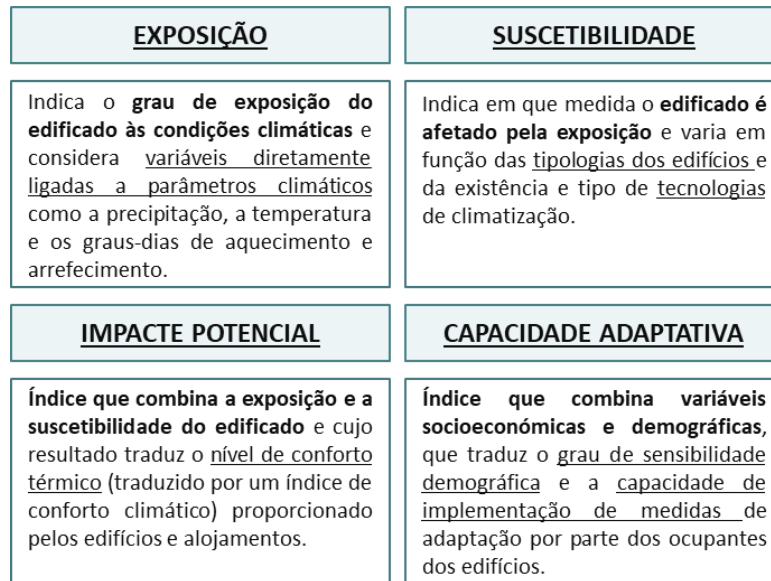 EXPOSIÇÃO
Indica o grau de exposição do
edificado às condições climáticas e
considera variáveis diretamente
ligadas a parâmetros climáticos
como a precipitação, a temperatura
e os graus-dias de aquecimento e
arrefecimento.
SUSCETIBILIDADE
Indica em que medida o edificado é
afetado pela exposição e varia em
função das tipologias dos edifícios e
da existência e tipo de tecnologias
de climatização.
IMPACTE POTENCIAL
Índice que combina a exposição e a
suscetibilidade do edificado e cujo
resultado traduz o nível de conforto
térmico (traduzido por um índice de
conforto climático) proporcionado
pelos edifícios e alojamentos.
CAPACIDADE ADAPTATIVA
Índice que combina variáveis
socioeconómicas e demográficas,
que traduz o grau de sensibilidade
demográfica e a capacidade de
implementação de medidas de
adaptação por parte dos ocupantes
dos edifícios.